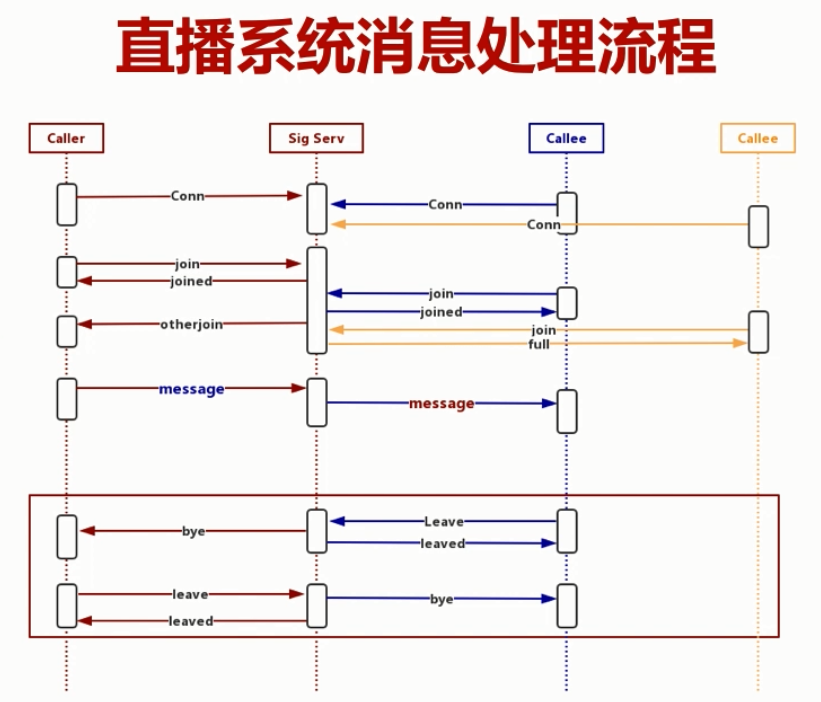 直播系统消息处理流程
Caller
Sig Serv
Callee
Callee
Conn
Conn
Conn
join
joined
join
joined
otherjoin
join
full
message
message
Leave
bye
leaved
leave
bye
leaved